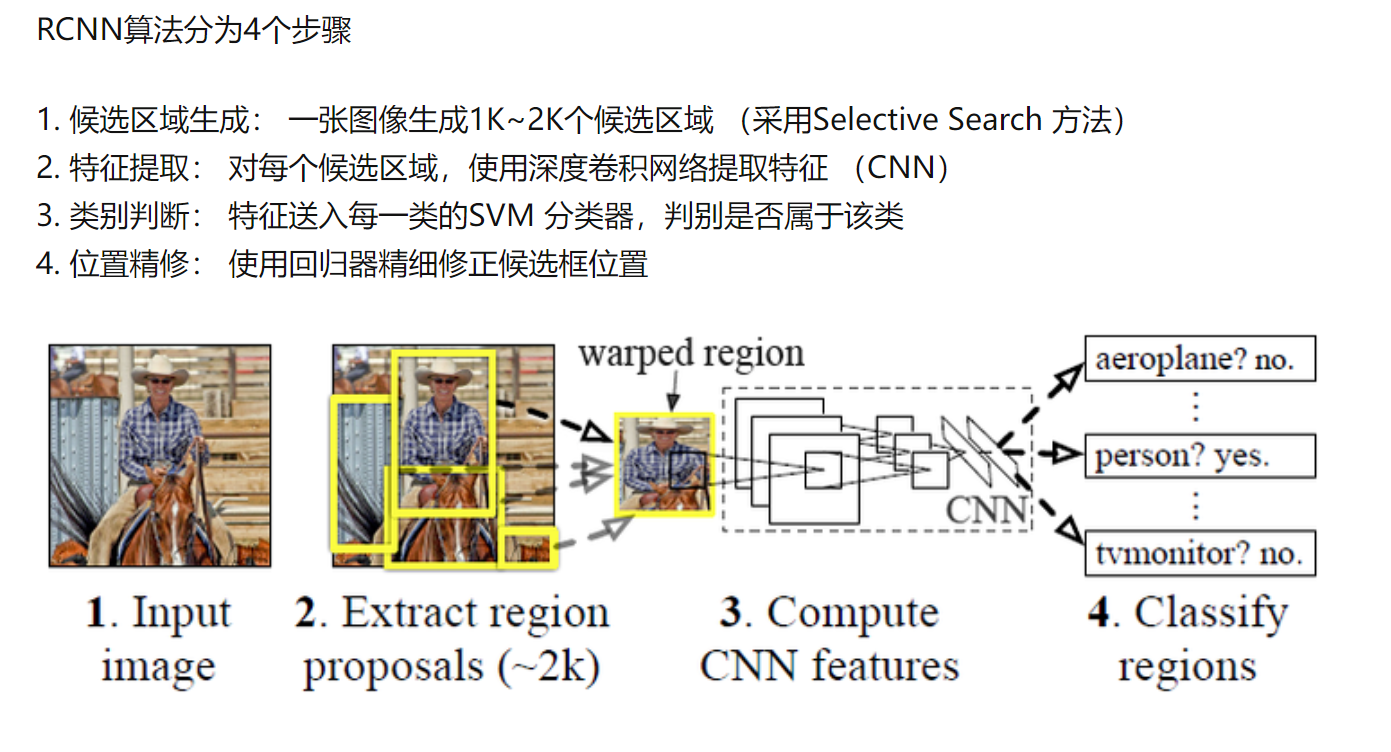 RCNN算法分为4个步骤
1. 候选区域生成： 一张图像生成1K~2K个候选区域 （采用Selective Search 方法）
2. 特征提取： 对每个候选区域，使用深度卷积网络提取特征 （CNN）
3. 类别判断： 特征送入每一类的SVM 分类器，判别是否属于该类
4. 位置精修： 使用回归器精细修正候选框位置
warped region
aeroplane? no.
⋮
person? yes.
CNN
⋮
tvmonitor? no.
1. Input
image
2. Extract region
proposals (~2k)
3. Compute
CNN features
4. Classify
regions